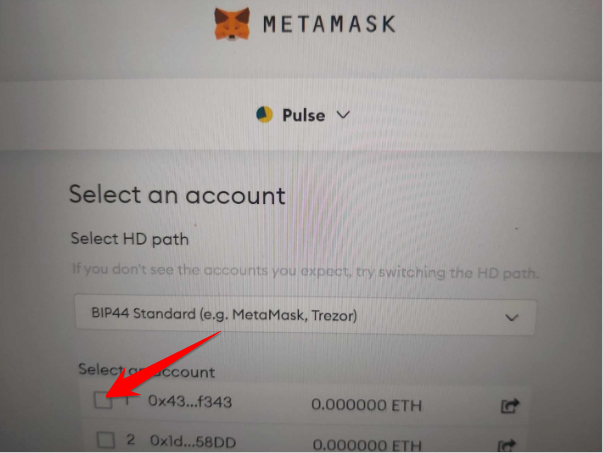 METAMASK
Pulse
Select an account
Select HD path
If you don't see the accounts you expect, try switching the HD path.
BIP44 Standard (e.g. MetaMask, Trezor)
Select an account
1 0x43...f343 0.000000 ETH
2 0x1d...58DD 0.000000 ETH